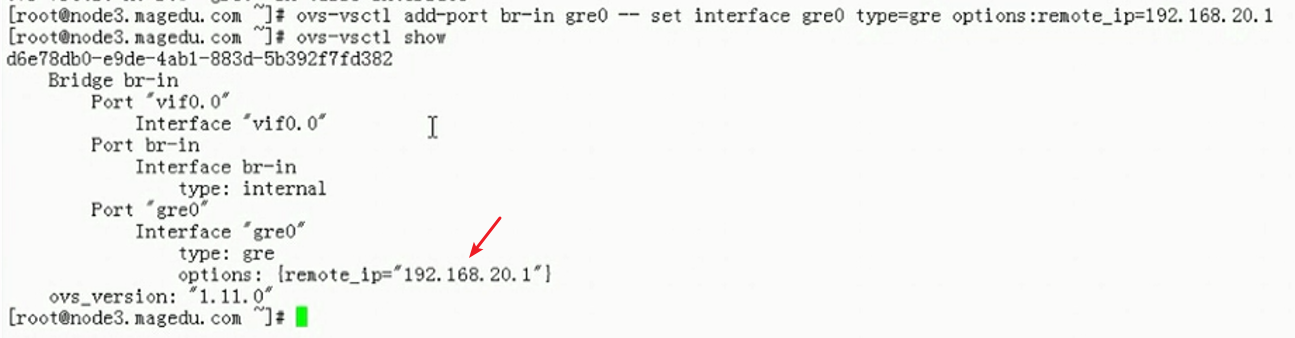 [root@node3.magedu.com ~]# ovs-vsctl add-port br-in gre0 -- set interface gre0 type=gre options:remote_ip=192.168.20.1
[root@node3.magedu.com ~]# ovs-vsctl show
d6e78db0-e9de-4ab1-883d-5b392f7fd382
    Bridge br-in
        Port "vif0.0"
            Interface "vif0.0"
        Port br-in
            Interface br-in
                type: internal
        Port "gre0"
            Interface "gre0"
                type: gre
                options: {remote_ip="192.168.20.1"}
    ovs_version: "1.11.0"
[root@node3.magedu.com ~]#